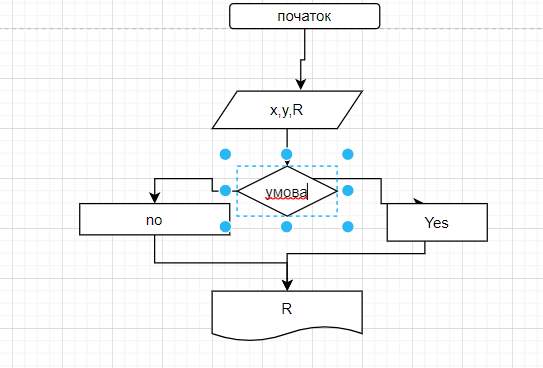 початок
x,y,R
умова
no
Yes
R